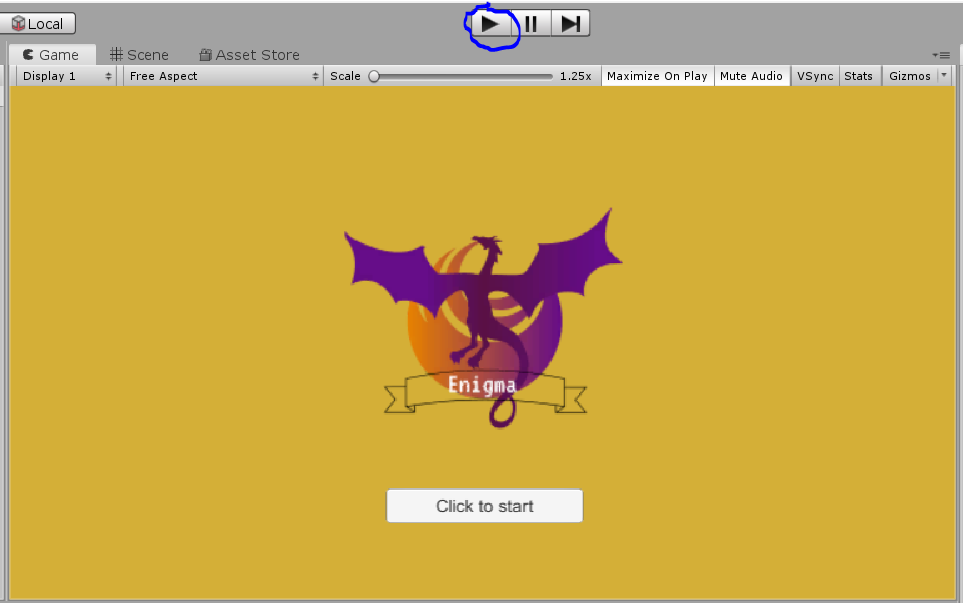 Local
Game Scene Asset Store
Display 1 Free Aspect Scale 1.25x Maximize On Play Mute Audio VSync Stats Gizmos
Enigma
Click to start